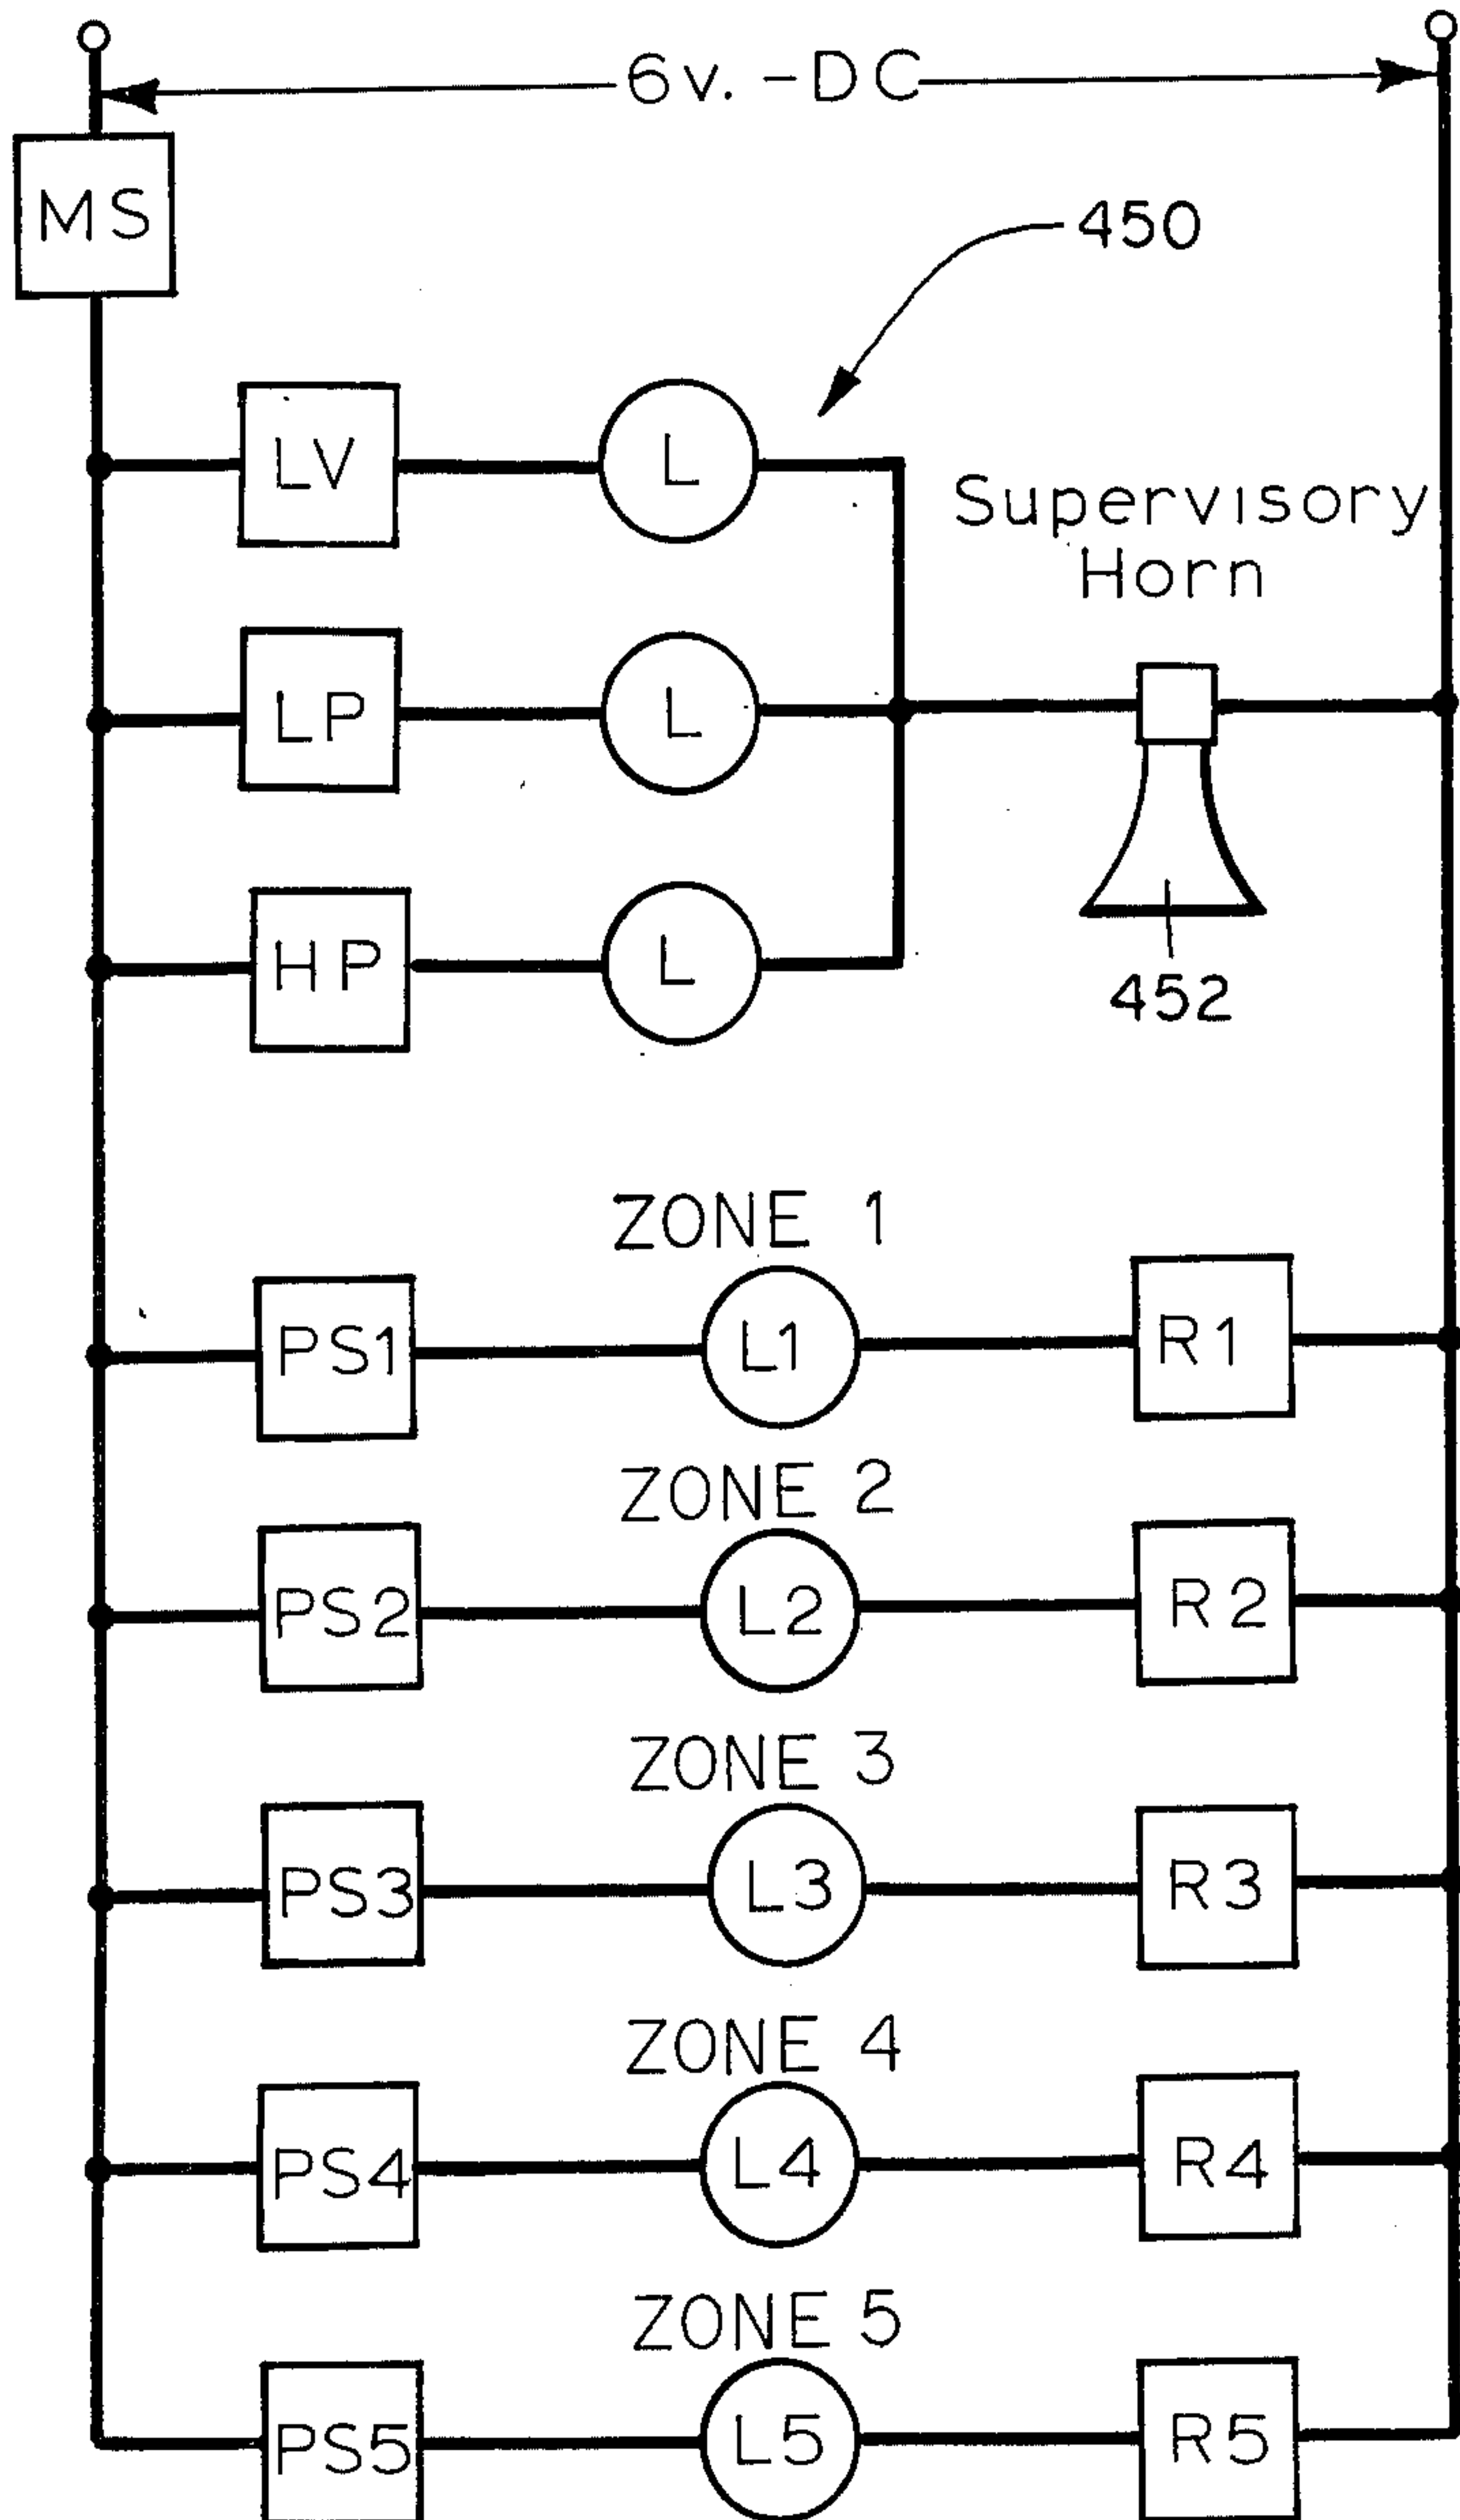 6v. -DC
MS
450
LV L
Supervisory
Horn
LP L
HP L
452
ZONE 1
PS1 L1 R1
ZONE 2
PS2 L2 R2
ZONE 3
PS3 L3 R3
ZONE 4
PS4 L4 R4
ZONE 5
PS5 L5 R5